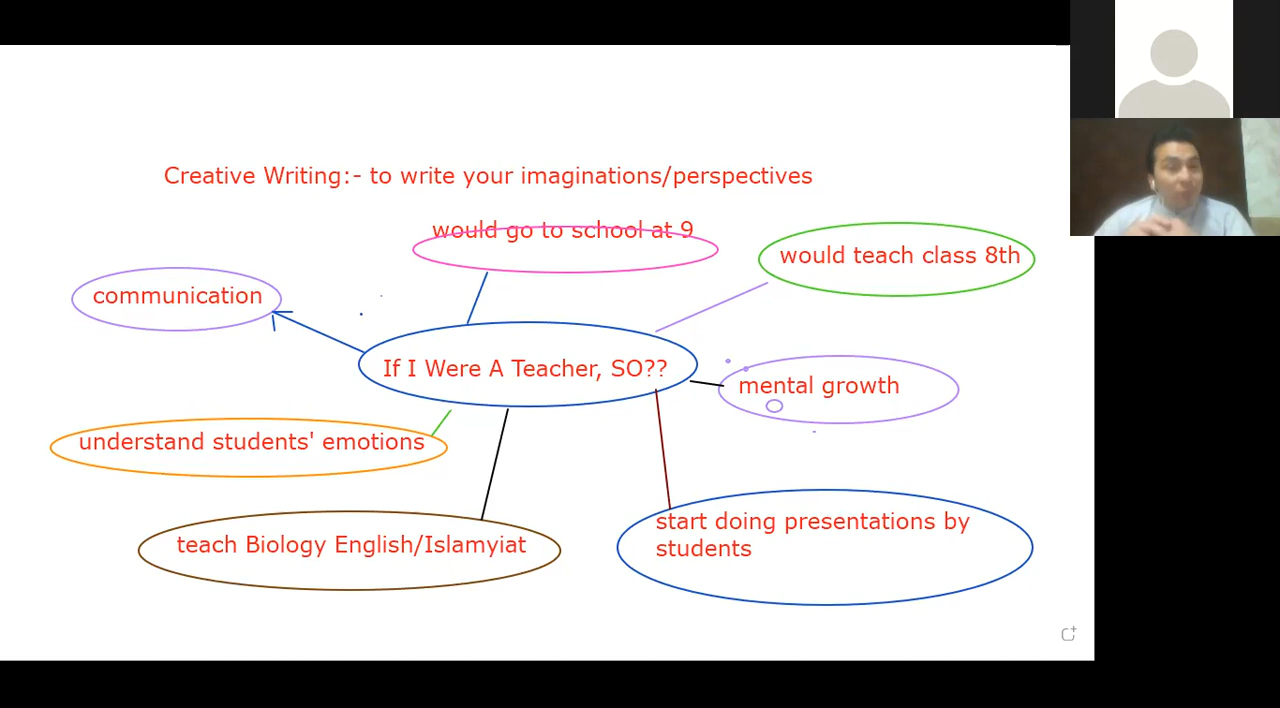 Creative Writing:- to write your imaginations/perspectives
would go to school at 9
would teach class 8th
communication
If I Were A Teacher, SO??
mental growth
understand students' emotions
teach Biology English/Islamyiat
start doing presentations by
students